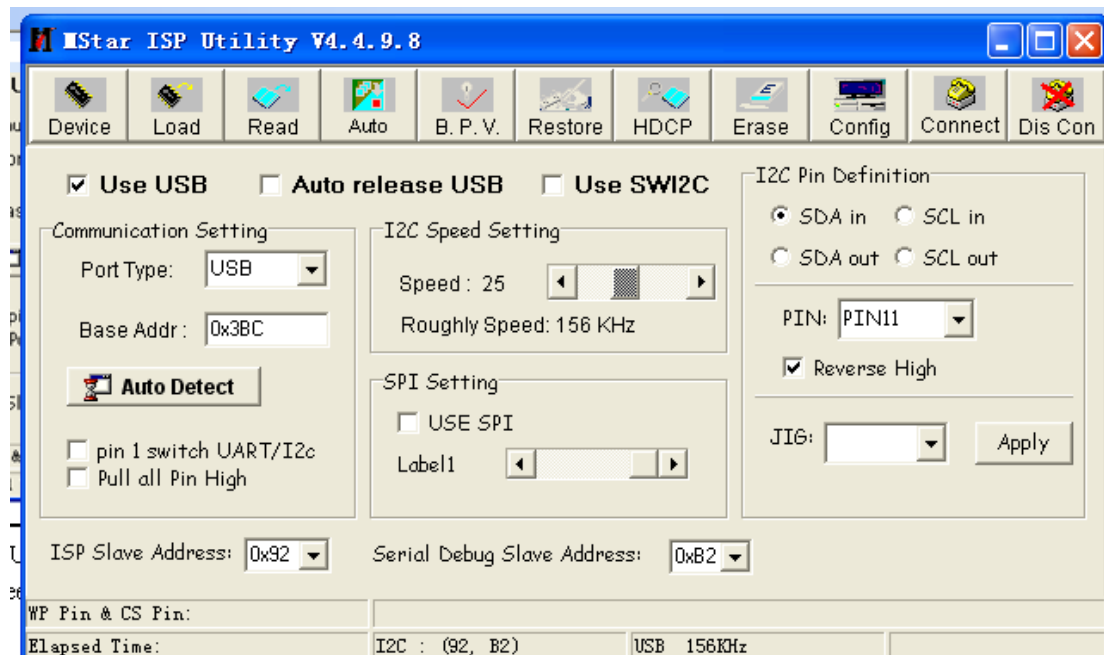 MStar ISP Utility V4.4.9.8
Device Load Read Auto B.P.V. Restore HDCP Erase Config Connect Dis Con
Use USB Auto release USB Use SWI2C
Communication Setting
Port Type: USB
Base Addr: 0x3BC
Auto Detect
pin 1 switch UART/I2c
Pull all Pin High
I2C Speed Setting
Speed: 25
Roughly Speed: 156 KHz
SPI Setting
USE SPI
Label1
I2C Pin Definition
SDA in SCL in
SDA out SCL out
PIN: PIN11
Reverse High
JIG: Apply
ISP Slave Address: 0x92 Serial Debug Slave Address: 0xB2
WP Pin & CS Pin:
Elapsed Time: I2C : (92, B2) USB 156KHz